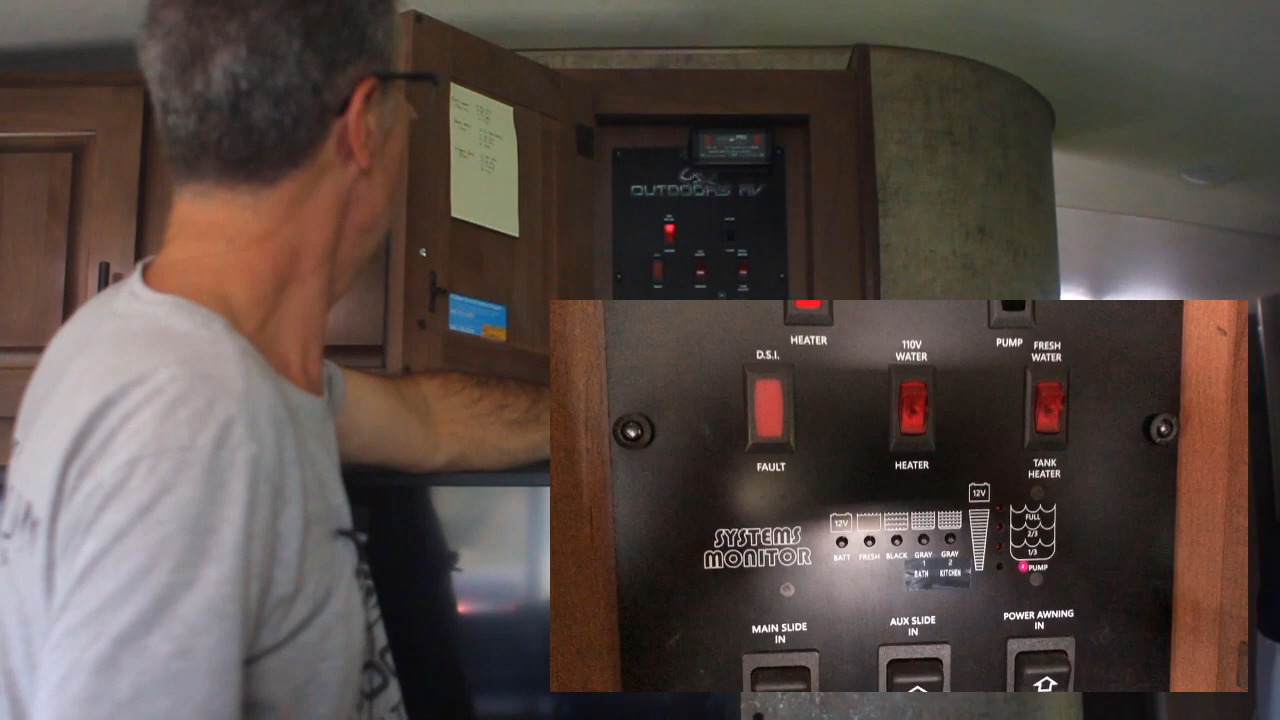 OUTDOORS RV
HEATER
PUMP
D.S.I.
110V
WATER
FRESH
WATER
FAULT
HEATER
TANK
HEATER
12V
12V
FULL
2/3
1/3
PUMP
SYSTEMS
MONITOR
BATT
FRESH
BLACK
GRAY
1
GRAY
2
BATH
KITCHEN
MAIN SLIDE
IN
AUX SLIDE
IN
POWER AWNING
IN